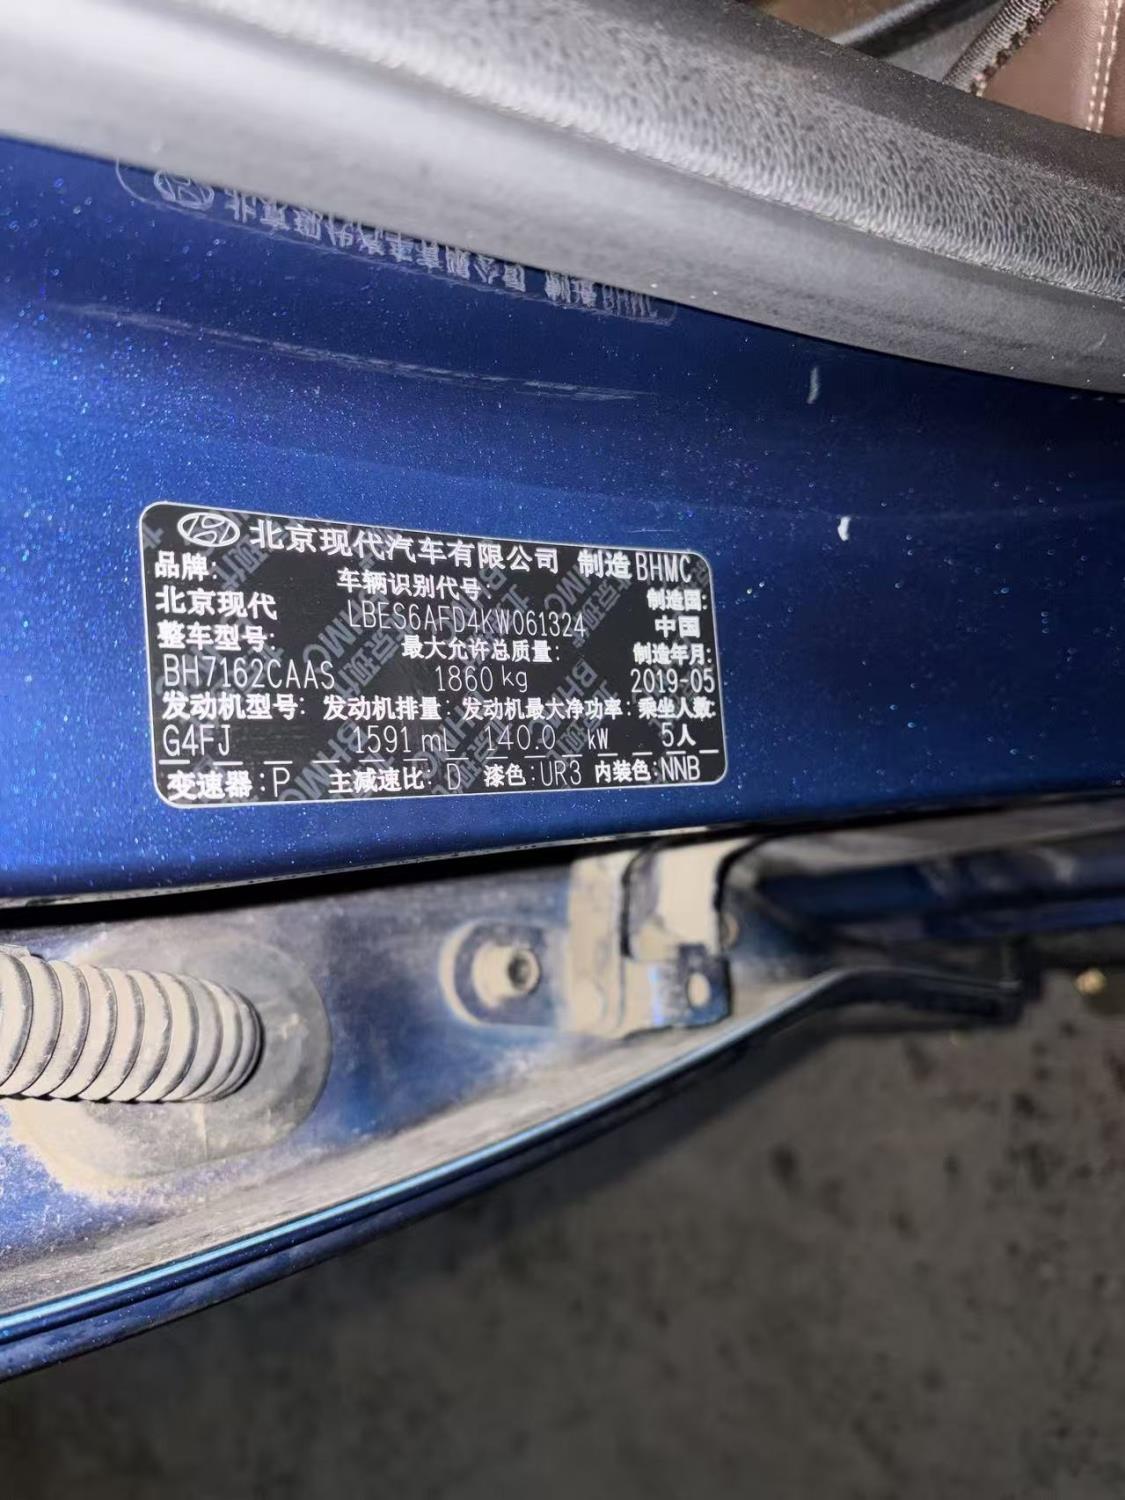 北京现代汽车有限公司 制造 BHMC
品牌: 车辆识别代号: 制造国:
北京现代 LBES6AFD4KW061324 中国
整车型号: 最大允许总质量: 制造年月:
BH7162CAAS 1860 kg 2019-05
发动机型号: 发动机排量: 发动机最大净功率: 乘坐人数:
G4FJ 1591 mL 140.0 kW 5人
变速器:P 主减速比:D 漆色:UR3 内装色:NNB